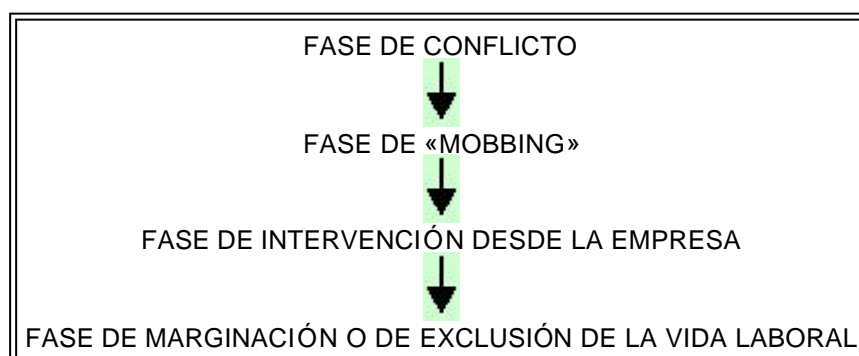 FASE DE CONFLICTO
FASE DE «MOBBING»
FASE DE INTERVENCIÓN DESDE LA EMPRESA
FASE DE MARGINACIÓN O DE EXCLUSIÓN DE LA VIDA LABORAL